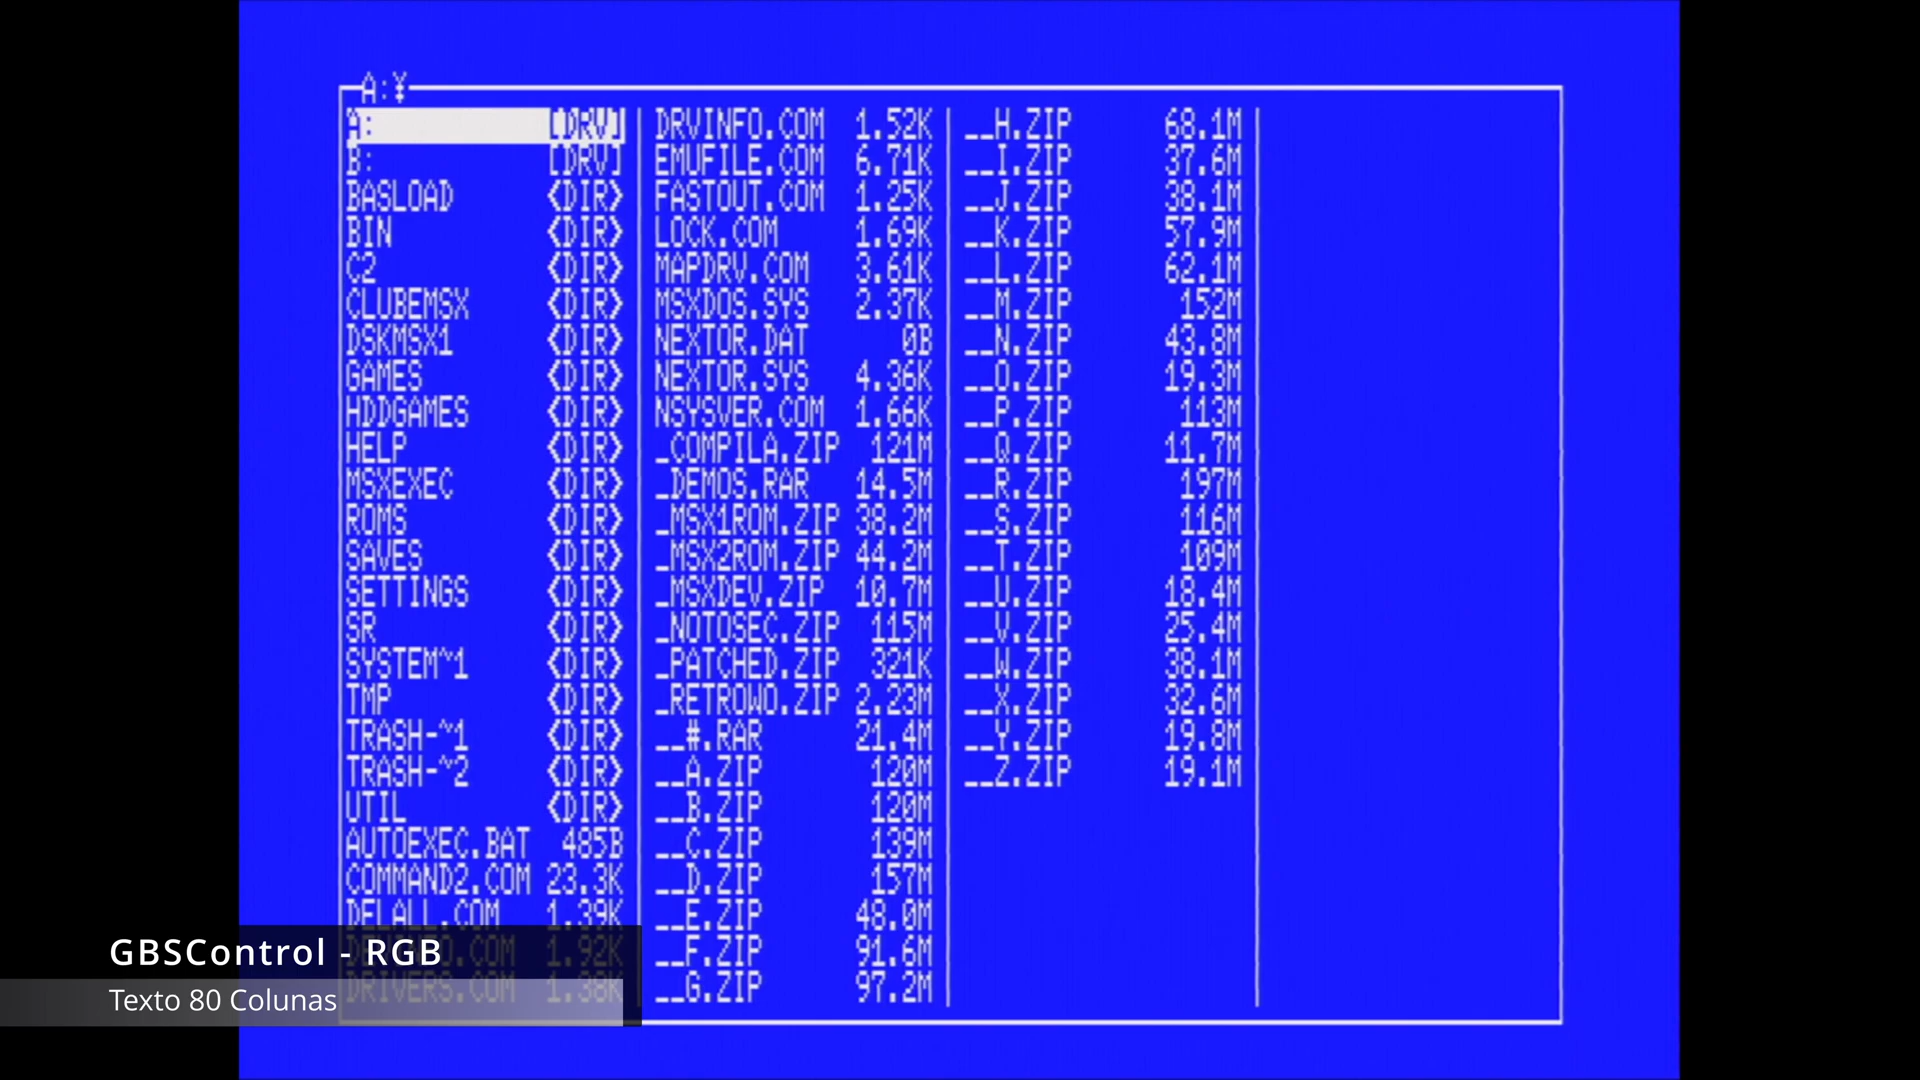 A:¥
A: [DRV]
B: [DRV]
BASLOAD <DIR>
BIN <DIR>
C2 <DIR>
CLUBEMSX <DIR>
DSKMSX1 <DIR>
GAMES <DIR>
HDDGAMES <DIR>
HELP <DIR>
MSXEXEC <DIR>
ROMS <DIR>
SAVES <DIR>
SETTINGS <DIR>
SR <DIR>
SYSTEM~1 <DIR>
TMP <DIR>
TRASH-~1 <DIR>
TRASH-~2 <DIR>
UTIL <DIR>
AUTOEXEC.BAT 485B
COMMAND2.COM 23.3K
DELALL.COM 1.39K
.COM 1.92K
DRIVERS.COM 1.38K
DRVINFO.COM 1.52K
EMUFILE.COM 6.71K
FASTOUT.COM 1.25K
LOCK.COM 1.69K
MAPDRV.COM 3.61K
MSXDOS.SYS 2.37K
NEXTOR.DAT 0B
NEXTOR.SYS 4.36K
NSYSVER.COM 1.66K
_COMPILA.ZIP 121M
_DEMOS.RAR 14.5M
_MSX1ROM.ZIP 38.2M
_MSX2ROM.ZIP 44.2M
_MSXDEV.ZIP 10.7M
_NOTOSEC.ZIP 115M
_PATCHED.ZIP 321K
_RETROWO.ZIP 2.23M
__#.RAR 21.4M
__A.ZIP 120M
__B.ZIP 120M
__C.ZIP 139M
__D.ZIP 157M
__E.ZIP 48.0M
__F.ZIP 91.6M
__G.ZIP 97.2M
__H.ZIP 68.1M
__I.ZIP 37.6M
__J.ZIP 38.1M
__K.ZIP 57.9M
__L.ZIP 62.1M
__M.ZIP 152M
__N.ZIP 43.8M
__O.ZIP 19.3M
__P.ZIP 113M
__Q.ZIP 11.7M
__R.ZIP 197M
__S.ZIP 116M
__T.ZIP 109M
__U.ZIP 18.4M
__V.ZIP 25.4M
__W.ZIP 38.1M
__X.ZIP 32.6M
__Y.ZIP 19.8M
__Z.ZIP 19.1M
GBSControl - RGB
Texto 80 Colunas